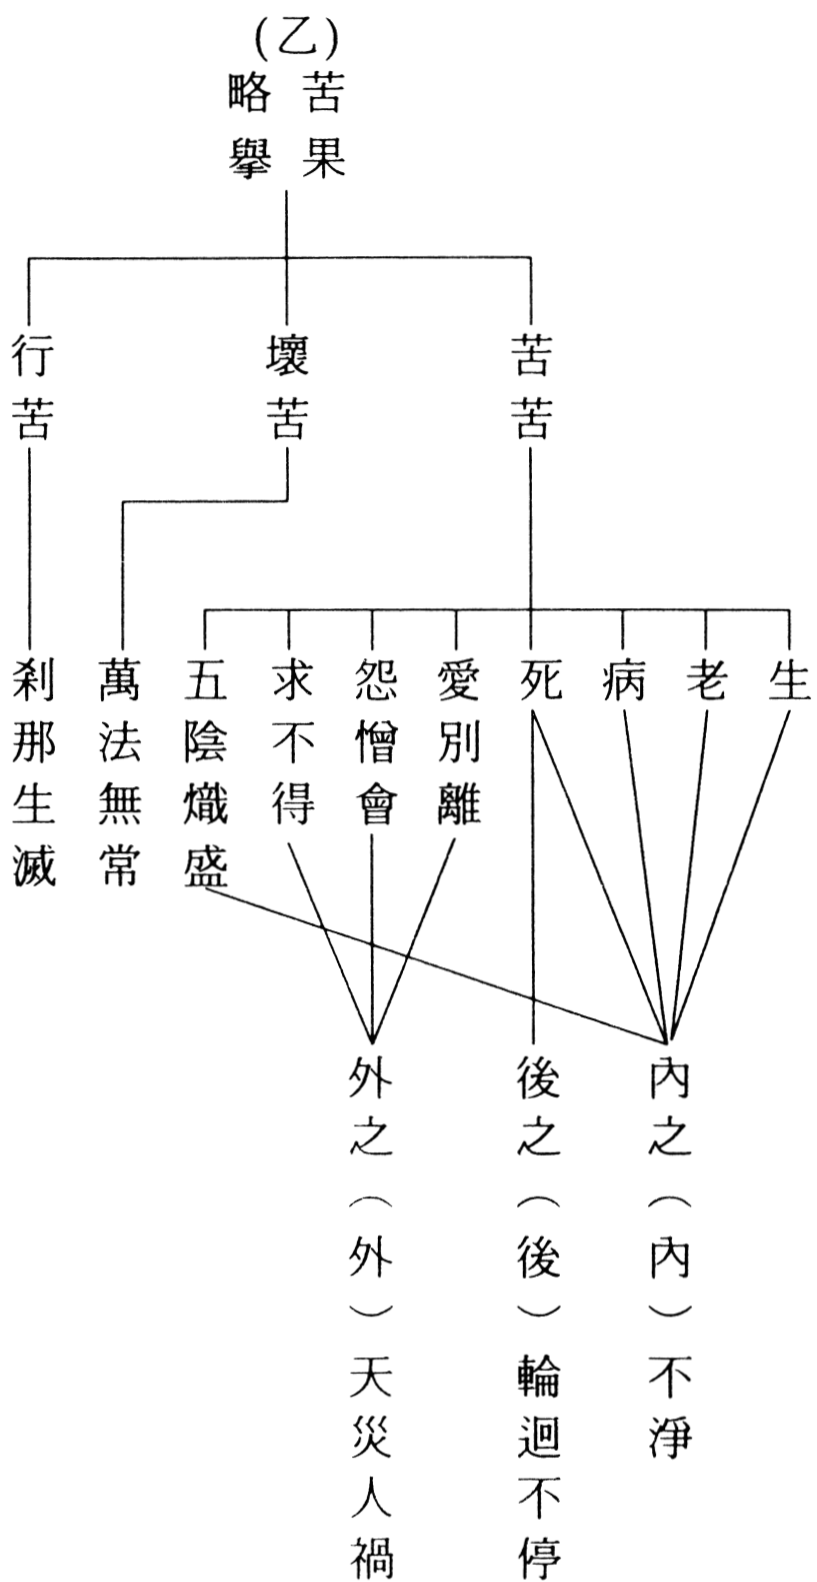 (乙)
苦果
略舉
苦苦
壞苦
行苦
生
老
病
死
愛別離
怨憎會
求不得
五陰熾盛
萬法無常
剎那生滅
內之（內）不淨
後之（後）輪迴不停
外之（外）天災人禍